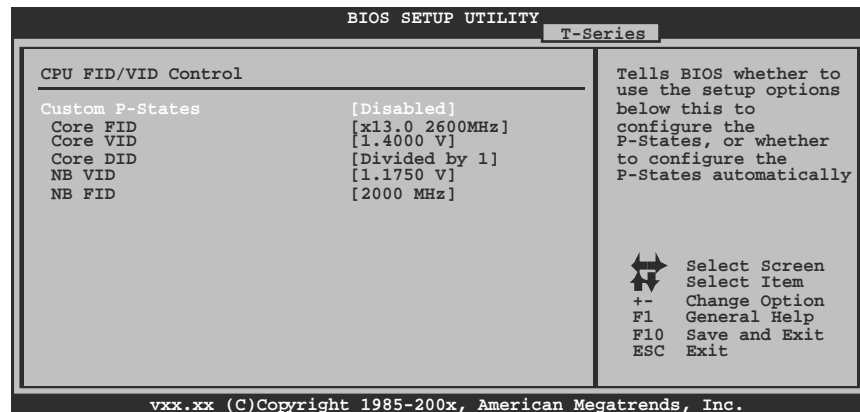 BIOS SETUP UTILITY
T-Series
CPU FID/VID Control
Custom P-States [Disabled]
Core FID [x13.0 2600MHz]
Core VID [1.4000 V]
Core DID [Divided by 1]
NB VID [1.1750 V]
NB FID [2000 MHz]
Tells BIOS whether to
use the setup options
below this to
configure the
P-States, or whether
to configure the
P-States automatically
Select Screen
Select Item
+- Change Option
F1 General Help
F10 Save and Exit
ESC Exit
vxx.xx (C)Copyright 1985-200x, American Megatrends, Inc.